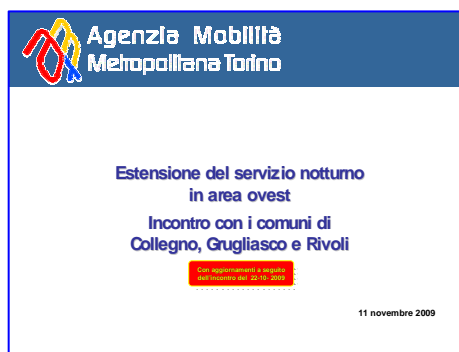 Agenzia Mobilità
Metropolitana Torino
Estensione del servizio notturno
in area ovest
Incontro con i comuni di
Collegno, Grugliasco e Rivoli
Con aggiornamenti a seguito
dell'incontro del 22-10- 2009
11 novembre 2009